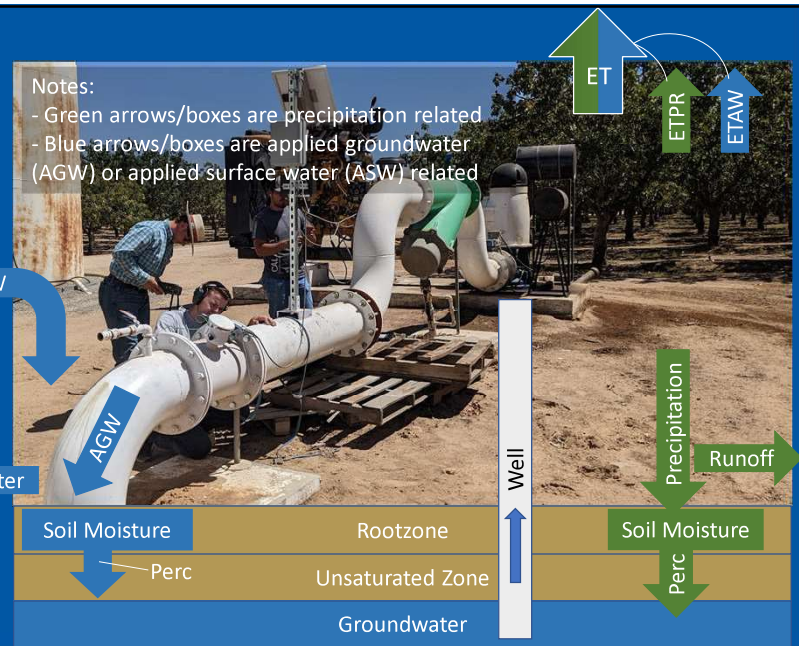 ET
ETPR
ETAW
Notes:
- Green arrows/boxes are precipitation related
- Blue arrows/boxes are applied groundwater
(AGW) or applied surface water (ASW) related
AGW
Well
Precipitation
Runoff
Soil Moisture
Rootzone
Soil Moisture
Perc
Perc
Unsaturated Zone
Groundwater